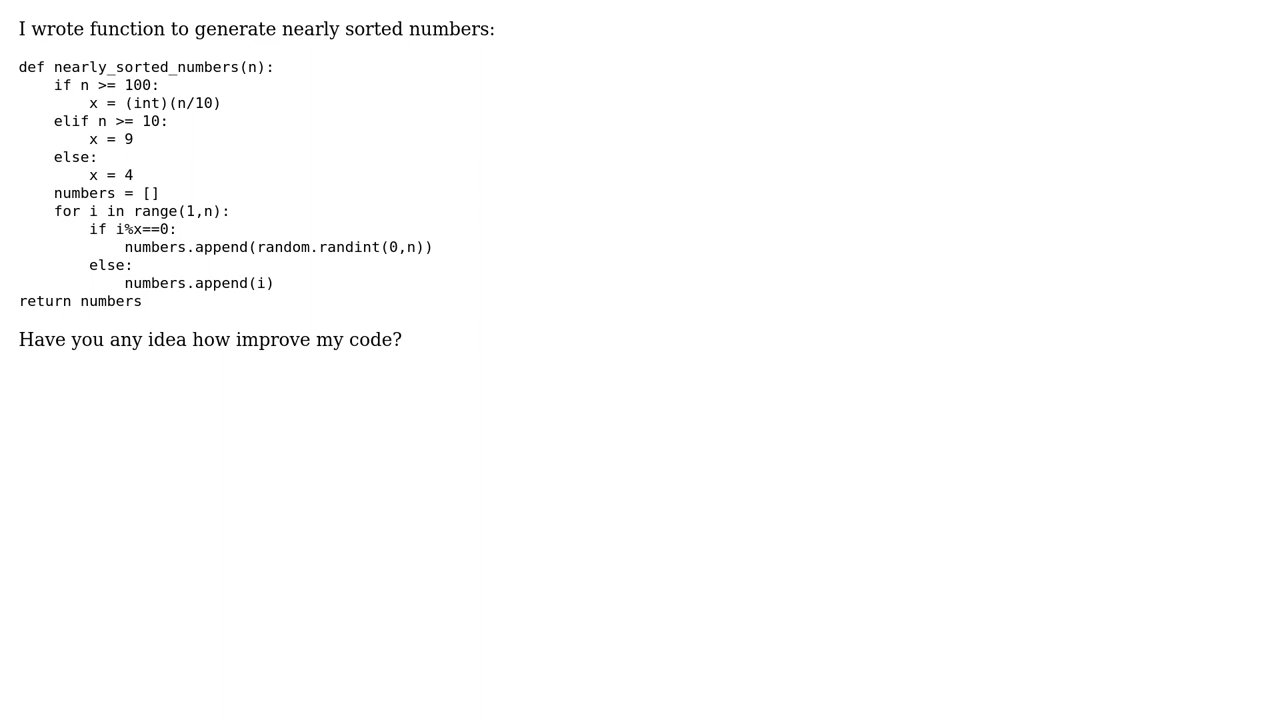 I wrote function to generate nearly sorted numbers:
def nearly_sorted_numbers(n):
    if n >= 100:
        x = (int)(n/10)
    elif n >= 10:
        x = 9
    else:
        x = 4
    numbers = []
    for i in range(1,n):
        if i%x==0:
            numbers.append(random.randint(0,n))
        else:
            numbers.append(i)
return numbers
Have you any idea how improve my code?